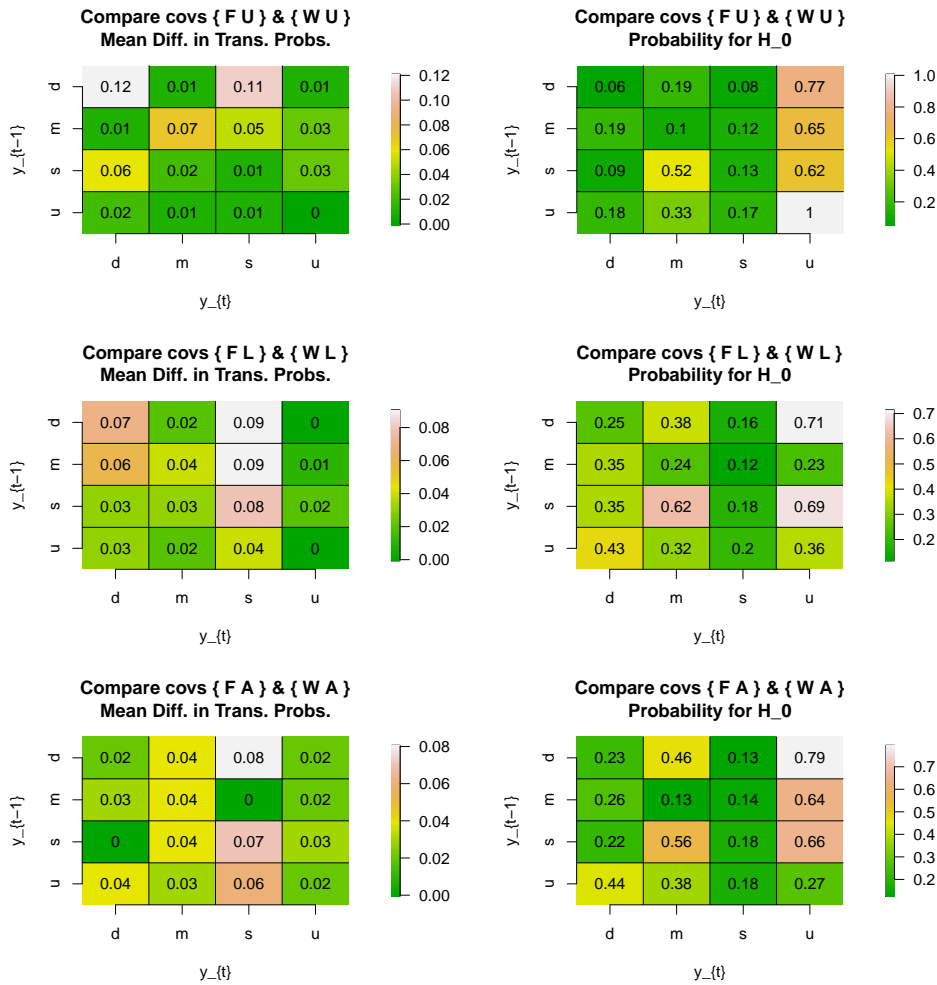 Compare covs { F U } & { W U }
Mean Diff. in Trans. Probs.
y_{t−1}
d 0.12 0.01 0.11 0.01
m 0.01 0.07 0.05 0.03
s 0.06 0.02 0.01 0.03
u 0.02 0.01 0.01 0
d m s u
y_{t}
0.12
0.10
0.08
0.06
0.04
0.02
0.00
Compare covs { F U } & { W U }
Probability for H_0
y_{t−1}
d 0.06 0.19 0.08 0.77
m 0.19 0.1 0.12 0.65
s 0.09 0.52 0.13 0.62
u 0.18 0.33 0.17 1
d m s u
y_{t}
1.0
0.8
0.6
0.4
0.2
Compare covs { F L } & { W L }
Mean Diff. in Trans. Probs.
y_{t−1}
d 0.07 0.02 0.09 0
m 0.06 0.04 0.09 0.01
s 0.03 0.03 0.08 0.02
u 0.03 0.02 0.04 0
d m s u
y_{t}
0.08
0.06
0.04
0.02
0.00
Compare covs { F L } & { W L }
Probability for H_0
y_{t−1}
d 0.25 0.38 0.16 0.71
m 0.35 0.24 0.12 0.23
s 0.35 0.62 0.18 0.69
u 0.43 0.32 0.2 0.36
d m s u
y_{t}
0.7
0.6
0.5
0.4
0.3
0.2
Compare covs { F A } & { W A }
Mean Diff. in Trans. Probs.
y_{t−1}
d 0.02 0.04 0.08 0.02
m 0.03 0.04 0 0.02
s 0 0.04 0.07 0.03
u 0.04 0.03 0.06 0.02
d m s u
y_{t}
0.08
0.06
0.04
0.02
0.00
Compare covs { F A } & { W A }
Probability for H_0
y_{t−1}
d 0.23 0.46 0.13 0.79
m 0.26 0.13 0.14 0.64
s 0.22 0.56 0.18 0.66
u 0.44 0.38 0.18 0.27
d m s u
y_{t}
0.7
0.6
0.5
0.4
0.3
0.2